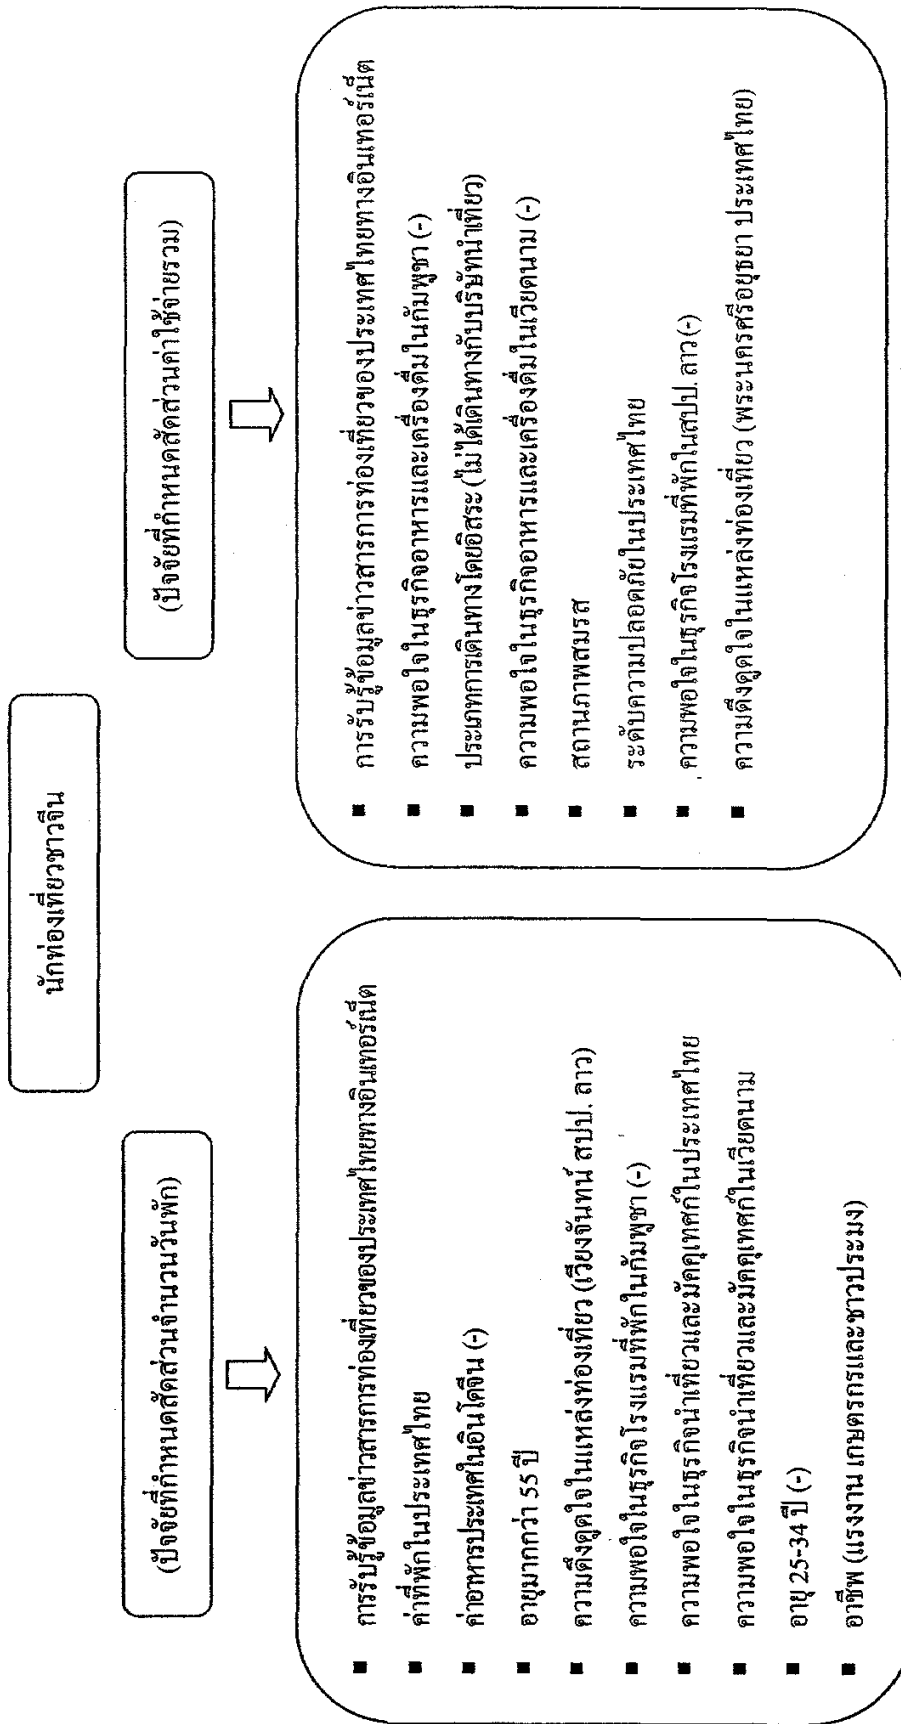 นักท่องเที่ยวชาวจีน
(ปัจจัยที่กำหนดสัดส่วนจำนวนวันพัก)
■ การรับรู้ข้อมูลข่าวสารการท่องเที่ยวของประเทศไทยทางอินเทอร์เน็ต
■ ค่าที่พักในประเทศไทย
■ ค่าอาหารประเทศในอินโดจีน (-)
■ อายุมากกว่า 55 ปี
■ ความดึงดูดใจในแหล่งท่องเที่ยว (เวียงจันทน์ สปป. ลาว)
■ ความพอใจในธุรกิจโรงแรมที่พักในกัมพูชา (-)
■ ความพอใจในธุรกิจนำเที่ยวและมัคคุเทศก์ในประเทศไทย
■ ความพอใจในธุรกิจนำเที่ยวและมัคคุเทศก์ในเวียดนาม
■ อายุ 25-34 ปี (-)
■ อาชีพ (แรงงาน เกษตรกรและชาวประมง)
(ปัจจัยที่กำหนดสัดส่วนค่าใช้จ่ายรวม)
■ การรับรู้ข้อมูลข่าวสารการท่องเที่ยวของประเทศไทยทางอินเทอร์เน็ต
■ ความพอใจในธุรกิจอาหารและเครื่องดื่มในกัมพูชา (-)
■ ประเภทการเดินทางโดยอิสระ (ไม่ได้เดินทางกับบริษัทนำเที่ยว)
■ ความพอใจในธุรกิจอาหารและเครื่องดื่มในเวียดนาม (-)
■ สถานภาพสมรส
■ ระดับความปลอดภัยในประเทศไทย
■ ความพอใจในธุรกิจโรงแรมที่พักในสปป. ลาว (-)
■ ความดึงดูดใจในแหล่งท่องเที่ยว (พระนครศรีอยุธยา ประเทศไทย)